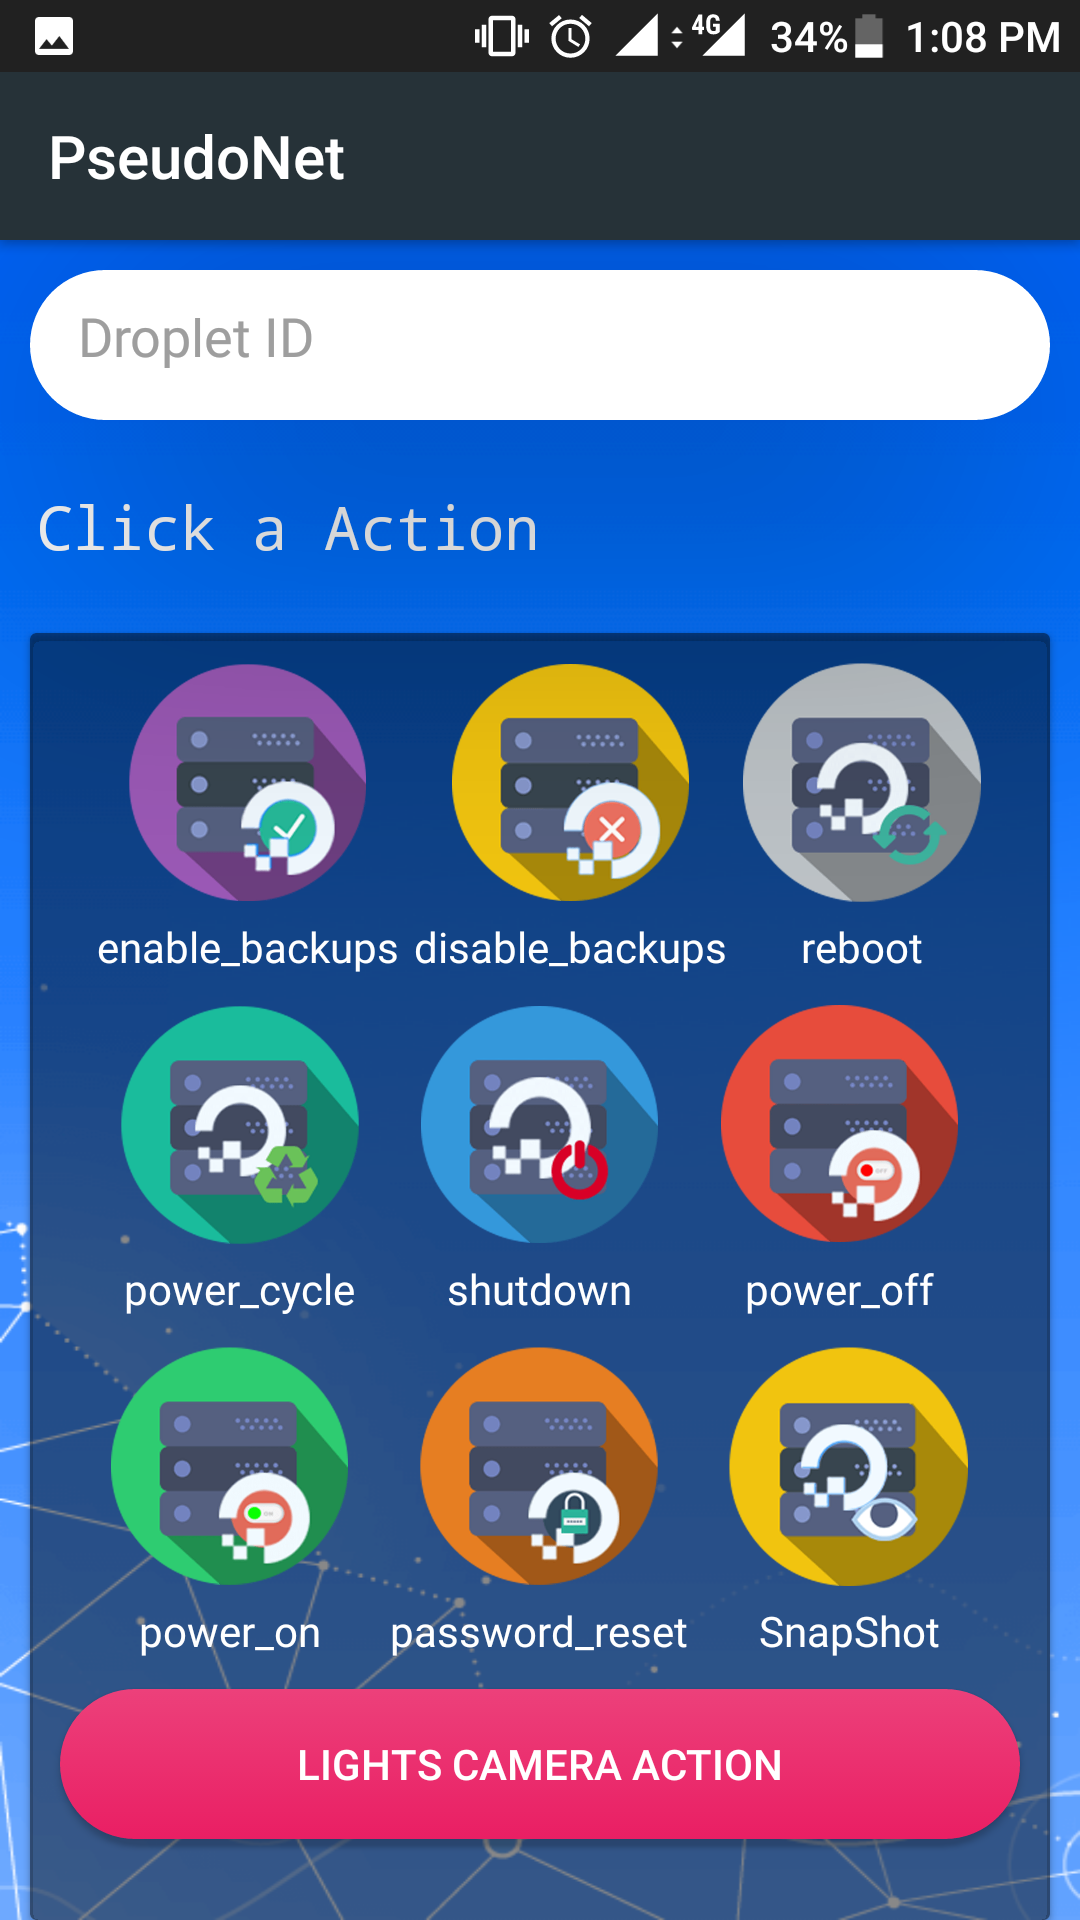 4G 34% 1:08 PM
PseudoNet
Droplet ID
Click a Action
enable_backups disable_backups reboot
power_cycle shutdown power_off
power_on password_reset SnapShot
LIGHTS CAMERA ACTION